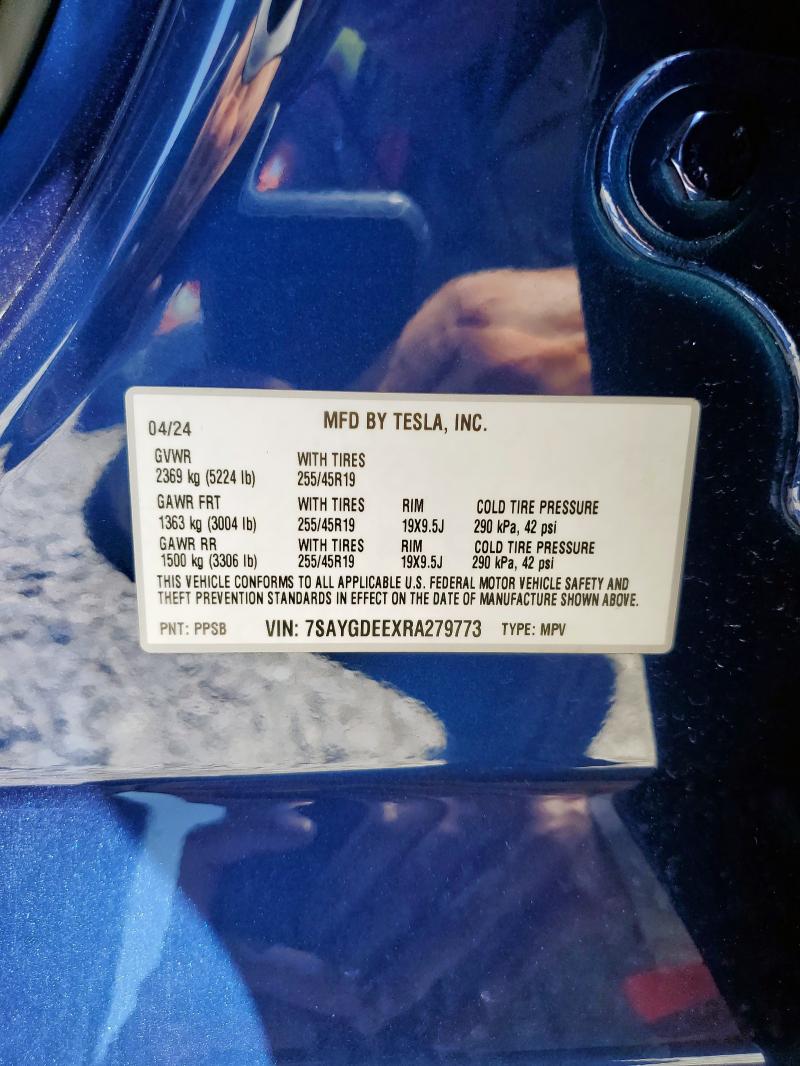 MFD BY TESLA, INC.
04/24
GVWR WITH TIRES
2369 kg (5224 lb) 255/45R19
GAWR FRT WITH TIRES RIM COLD TIRE PRESSURE
1363 kg (3004 lb) 255/45R19 19X9.5J 290 kPa, 42 psi
GAWR RR WITH TIRES RIM COLD TIRE PRESSURE
1500 kg (3306 lb) 255/45R19 19X9.5J 290 kPa, 42 psi
THIS VEHICLE CONFORMS TO ALL APPLICABLE U.S. FEDERAL MOTOR VEHICLE SAFETY AND
THEFT PREVENTION STANDARDS IN EFFECT ON THE DATE OF MANUFACTURE SHOWN ABOVE.
PNT: PPSB VIN: 7SAYGDEEXRA279773 TYPE: MPV